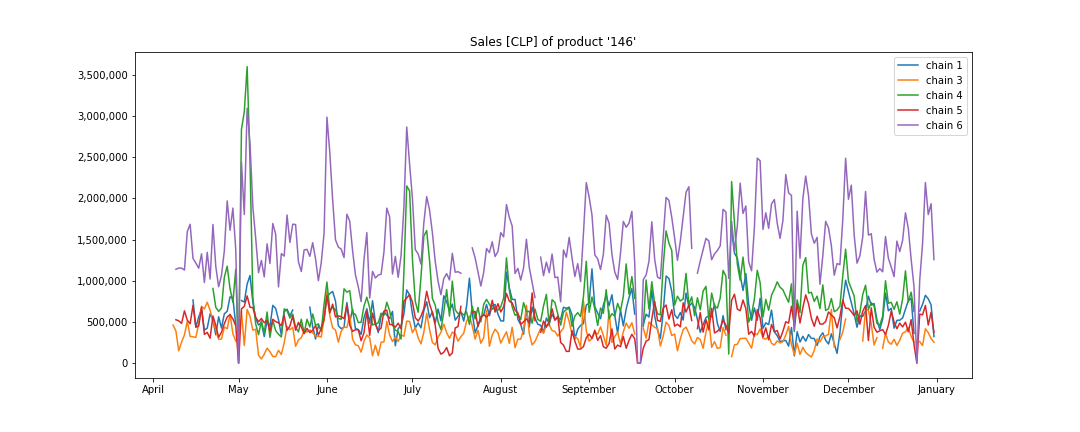 Sales [CLP] of product '146'
chain 1
chain 3
chain 4
chain 5
chain 6
3,500,000
3,000,000
2,500,000
2,000,000
1,500,000
1,000,000
500,000
0
April May June July August September October November December January